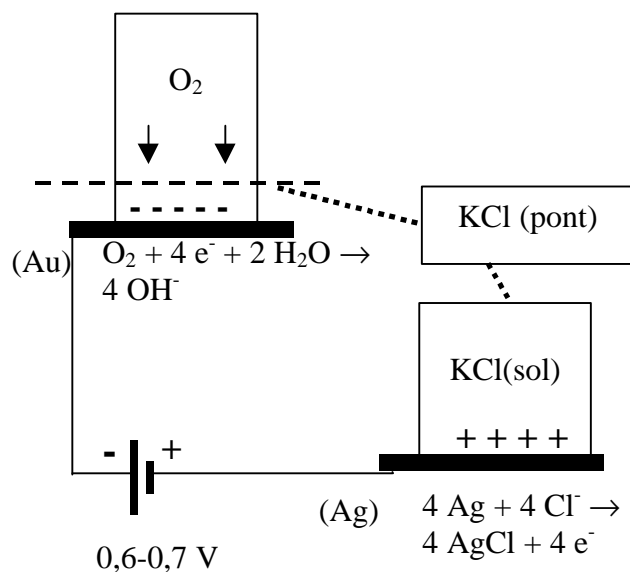 O₂
- - - - -
KCl (pont)
(Au)
O₂ + 4 e⁻ + 2 H₂O →
4 OH⁻
KCl(sol)
+ + + +
- +
(Ag)
4 Ag + 4 Cl⁻ →
4 AgCl + 4 e⁻
0,6-0,7 V